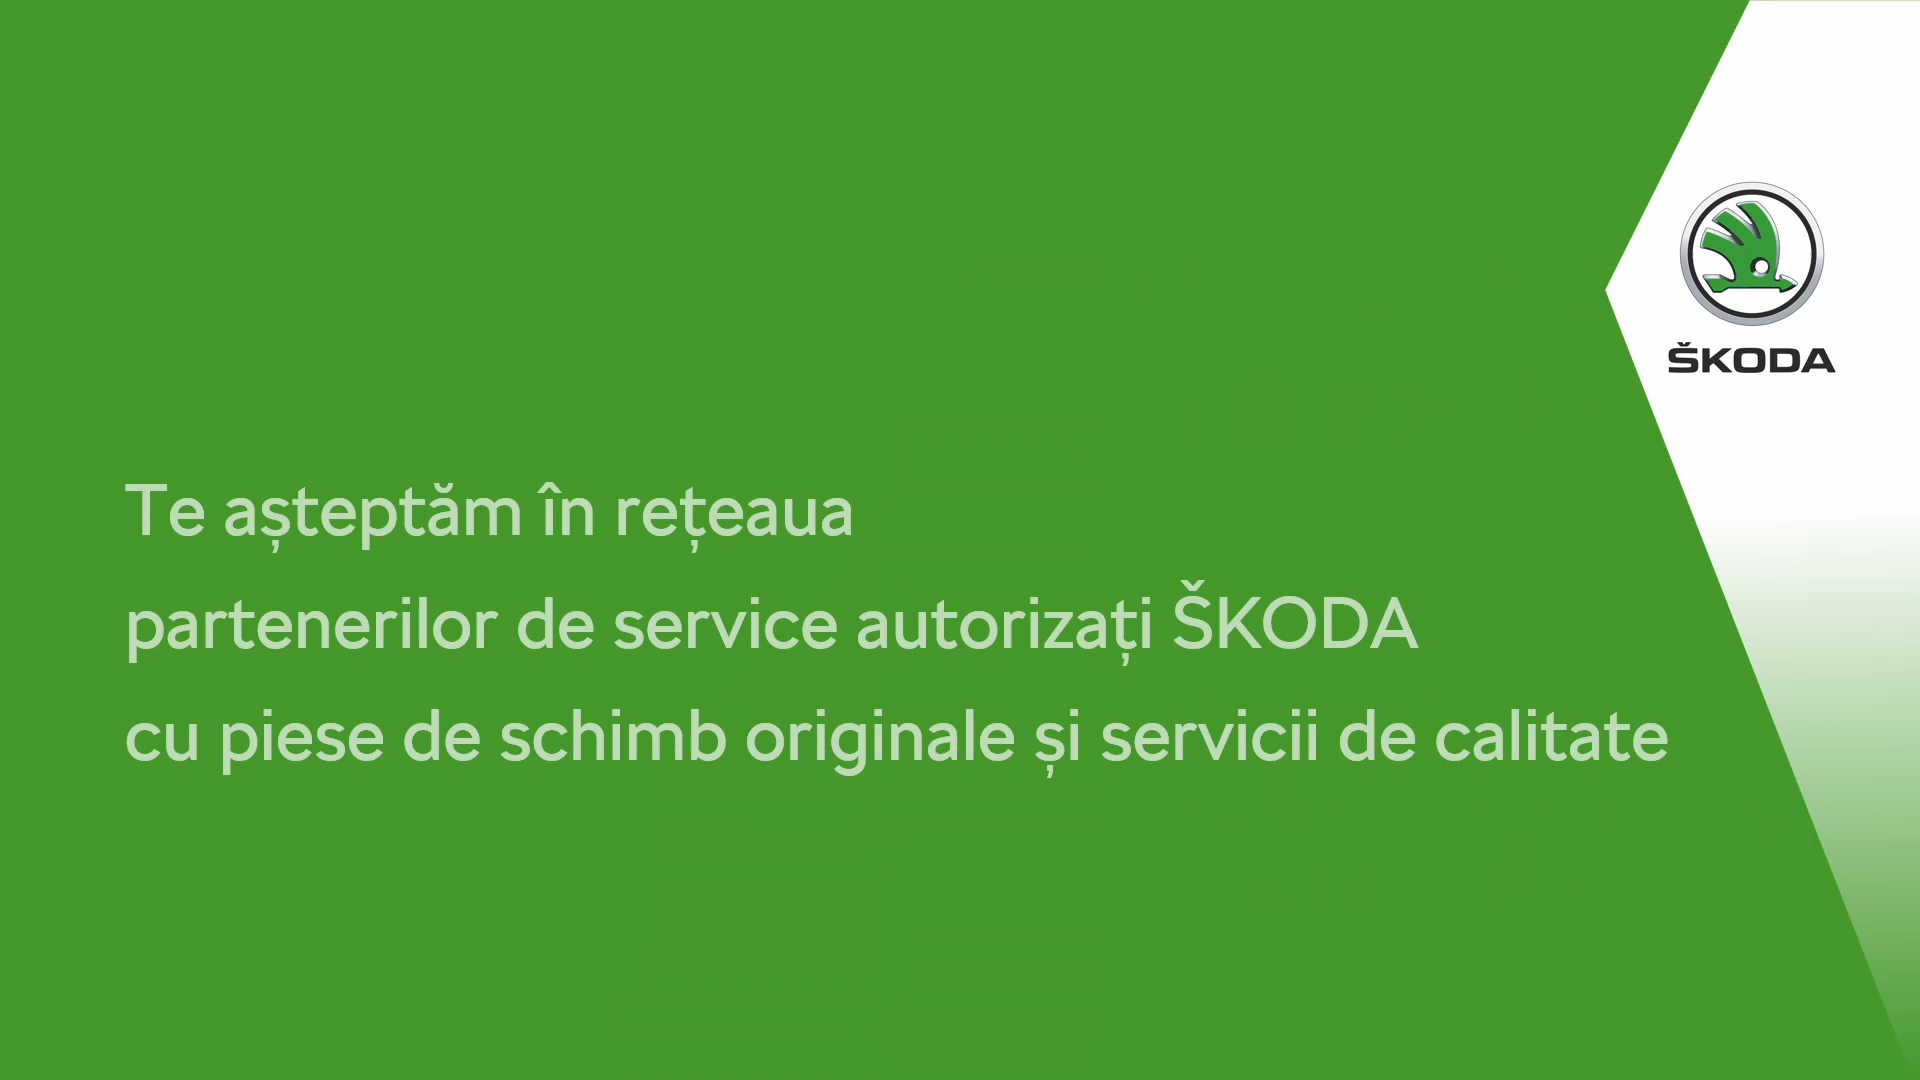 ŠKODA
Te așteptăm în rețeaua
partenerilor de service autorizați ŠKODA
cu piese de schimb originale și servicii de calitate